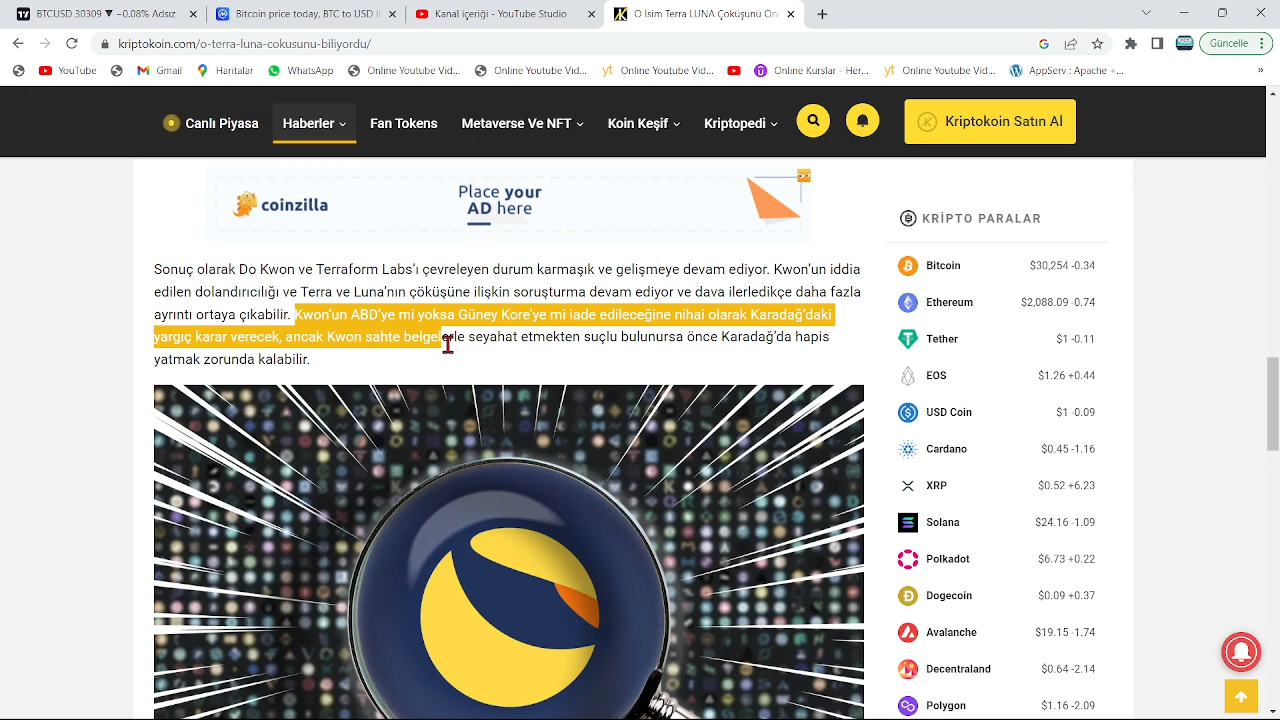 BTCUSD 30309 ▼ −0.08% Adsız
Bitcoin price today, BTC to USD li
Kanal içeriği - YouTube Studio
O İsim Terra LUNA Çöküşünü Ön
kriptokoin.com/o-terra-luna-cokusunu-biliyordu/
Güncelle
YouTube
Gmail
Haritalar
WhatsApp
Online Youtube Vid...
Online Youtube Vid...
Online Youtube Vid...
Online Kurslar - Her...
Online Youtube Vid...
AppServ : Apache +...
Canlı Piyasa
Haberler
Fan Tokens
Metaverse Ve NFT
Koin Keşif
Kriptopedi
Kriptokoin Satın Al
coinzilla
Place your
AD here
Sonuç olarak Do Kwon ve Terraform Labs’ı çevreleyen durum karmaşık ve gelişmeye devam ediyor. Kwon’un iddia
edilen dolandırıcılığı ve Terra ve Luna’nın çöküşüne ilişkin soruşturma devam ediyor ve dava ilerledikçe daha fazla
ayrıntı ortaya çıkabilir. Kwon’un ABD’ye mi yoksa Güney Kore’ye mi iade edileceğine nihai olarak Karadağ’daki
yargıç karar verecek, ancak Kwon sahte belgelerle seyahat etmekten suçlu bulunursa önce Karadağ’da hapis
yatmak zorunda kalabilir.
KRİPTO PARALAR
Bitcoin $30,254 -0.34
Ethereum $2,088.09 -0.74
Tether $1 -0.11
EOS $1.26 +0.44
USD Coin $1 -0.09
Cardano $0.45 -1.16
XRP $0.52 +6.23
Solana $24.16 -1.09
Polkadot $6.73 +0.22
Dogecoin $0.09 +0.37
Avalanche $19.15 -1.74
Decentraland $0.64 -2.14
Polygon $1.16 -2.09